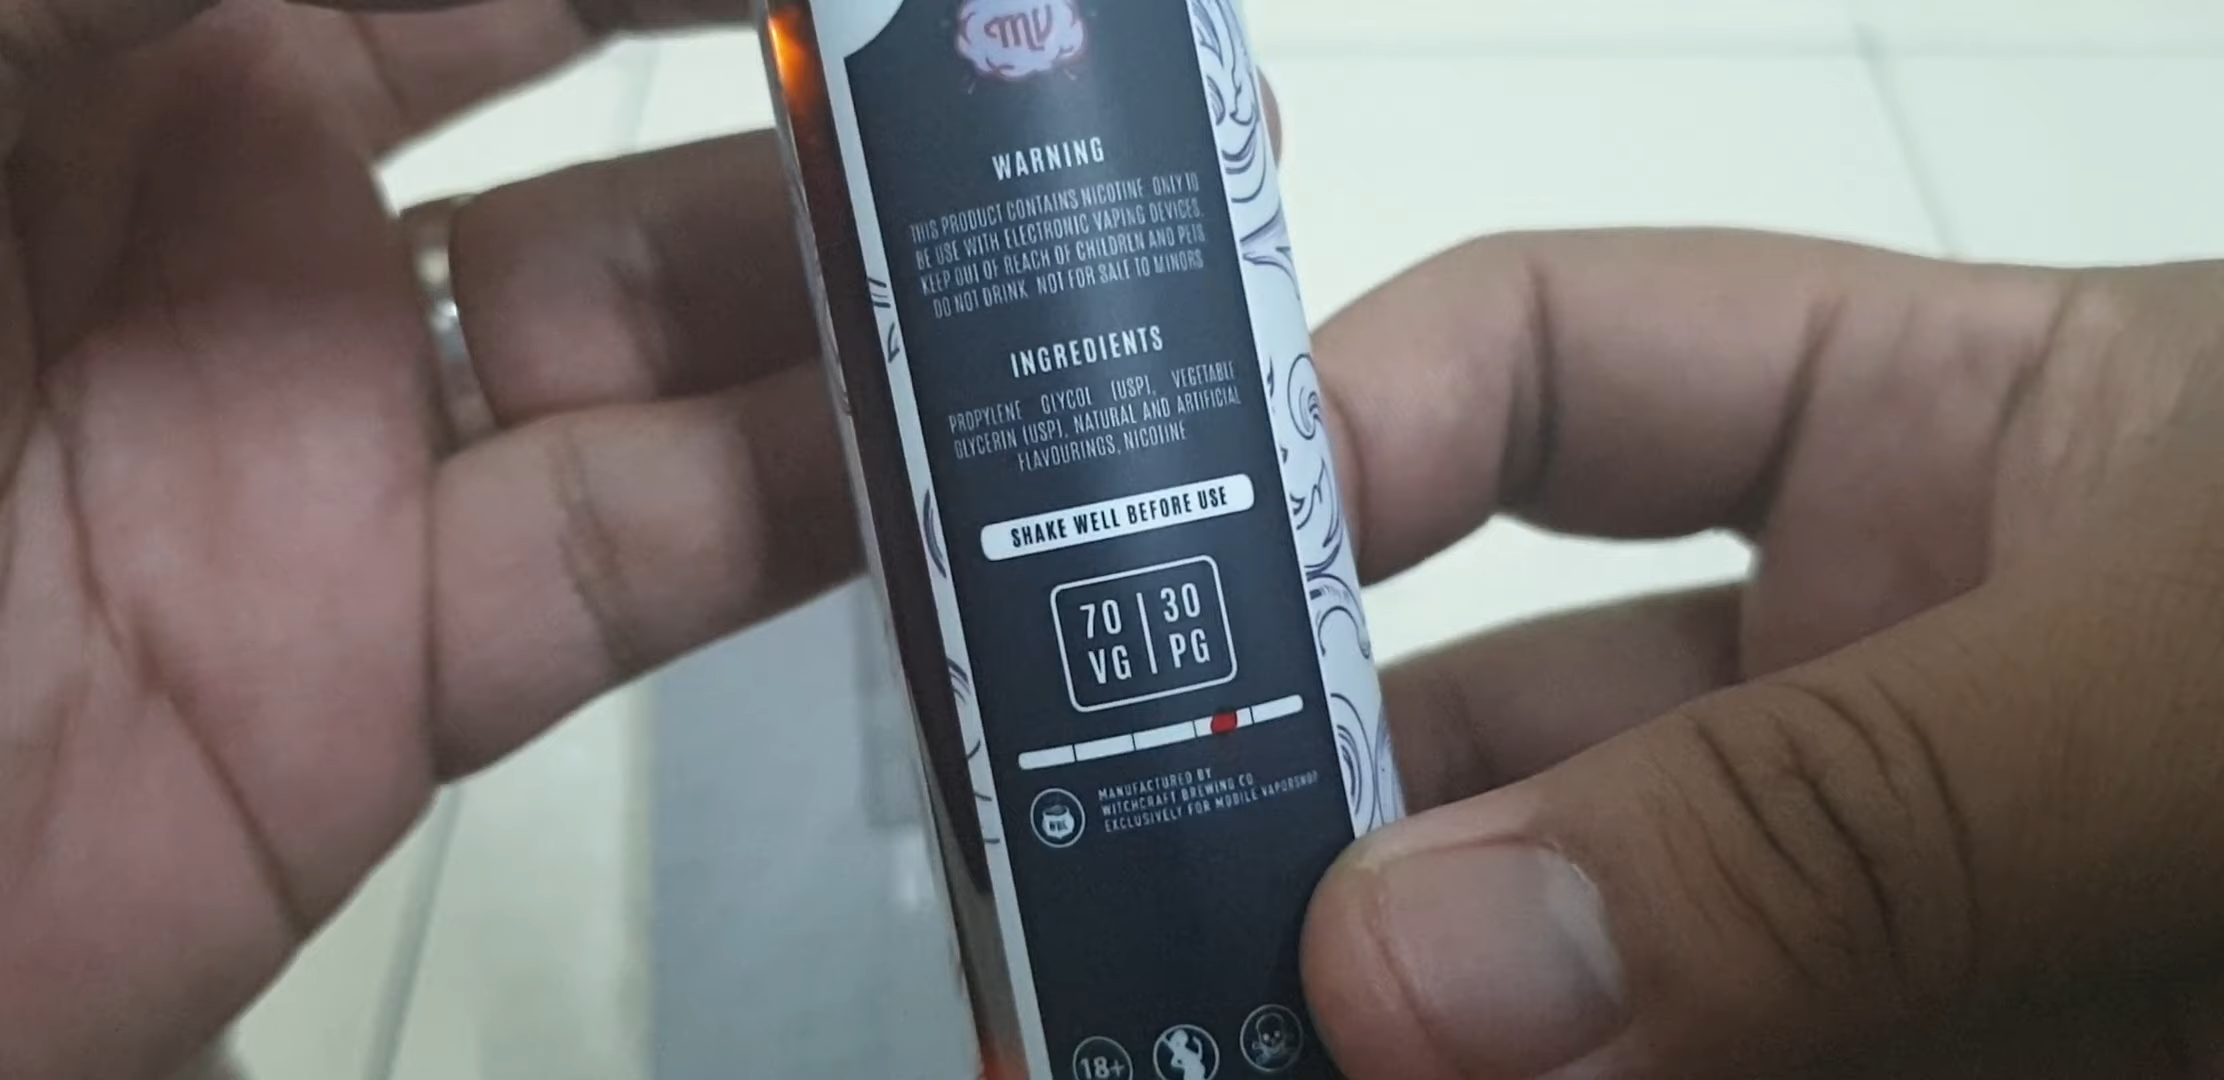 MV
WARNING
THIS PRODUCT CONTAINS NICOTINE ONLY TO
BE USE WITH ELECTRONIC VAPING DEVICES.
KEEP OUT OF REACH OF CHILDREN AND PETS
DO NOT DRINK NOT FOR SALE TO MINORS
INGREDIENTS
PROPYLENE GLYCOL (USP), VEGETABLE
GLYCERIN (USP), NATURAL AND ARTIFICIAL
FLAVOURINGS, NICOTINE
SHAKE WELL BEFORE USE
70 30
VG PG
MANUFACTURED BY
WITCHCRAFT BREWING CO
EXCLUSIVELY FOR MOBILE VAPORSHOP
18+